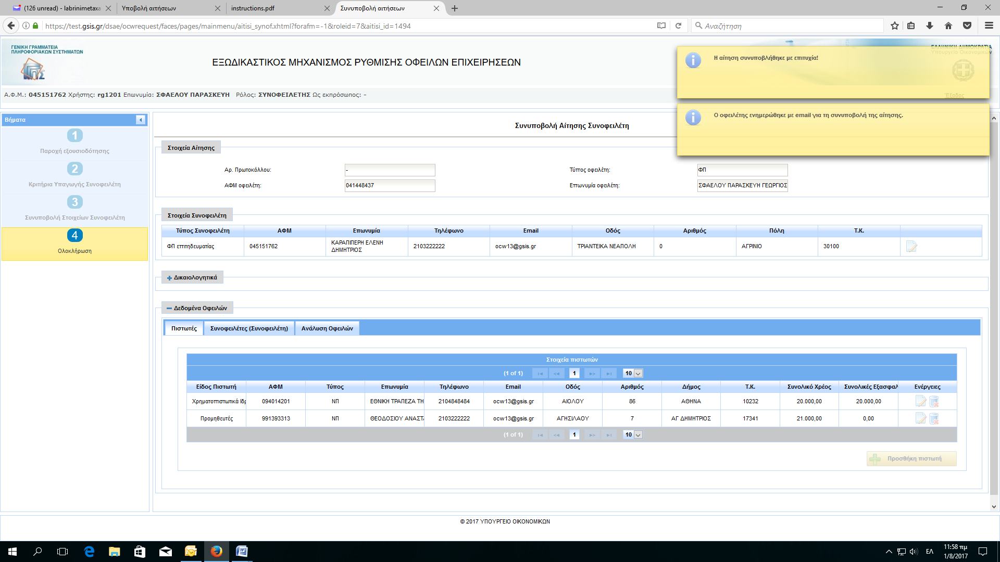 (126 unread) - labrinimetaxa
Υποβολή αιτήσεων
instructions.pdf
Συνυποβολή αιτήσεων
https://test.gsis.gr/dsae/ocwrequest/faces/pages/mainmenu/aitisi_synof.xhtml?forafm=-1&roleid=7&aitisi_id=1494
Αναζήτηση
ΓΕΝΙΚΗ ΓΡΑΜΜΑΤΕΙΑ
ΠΛΗΡΟΦΟΡΙΑΚΩΝ ΣΥΣΤΗΜΑΤΩΝ
ΕΞΩΔΙΚΑΣΤΙΚΟΣ ΜΗΧΑΝΙΣΜΟΣ ΡΥΘΜΙΣΗΣ ΟΦΕΙΛΩΝ ΕΠΙΧΕΙΡΗΣΕΩΝ
ΕΛΛΗΝΙΚΗ ΔΗΜΟΚΡΑΤΙΑ
Υπουργείο Οικονομικών
Η αίτηση συνυποβλήθηκε με επιτυχία!
Έξοδος
Α.Φ.Μ.: 045151762 Χρήστης: rg1201 Επωνυμία: ΣΦΑΕΛΟΥ ΠΑΡΑΣΚΕΥΗ Ρόλος: ΣΥΝΟΦΕΙΛΕΤΗΣ Ως εκπρόσωπος: -
Ο οφειλέτης ενημερώθηκε με email για τη συνυποβολή της αίτησης.
Βήματα
1
Παροχή εξουσιοδότησης
2
Κριτήρια Υπαγωγής Συνοφειλέτη
3
Συνυποβολή Στοιχείων Συνοφειλέτη
4
Ολοκλήρωση
Συνυποβολή Αίτησης Συνοφειλέτη
Στοιχεία Αίτησης
Αρ. Πρωτοκόλλου: - Τύπος οφειλέτη: ΦΠ
ΑΦΜ οφειλέτη: 041448437 Επωνυμία οφειλέτη: ΣΦΑΕΛΟΥ ΠΑΡΑΣΚΕΥΗ ΓΕΩΡΓΙΟΣ
Στοιχεία Συνοφειλέτη
Τύπος Συνοφειλέτη ΑΦΜ Επωνυμία Τηλέφωνο Email Οδός Αριθμός Πόλη Τ.Κ.
ΦΠ επιτηδευματίας 045151762 ΚΑΡΑΠΙΠΕΡΗ ΕΛΕΝΗ ΔΗΜΗΤΡΙΟΣ 2103222222 ocw13@gsis.gr ΤΡΙΑΝΤΕΙΚΑ ΝΕΑΠΟΛΗ 0 ΑΓΡΙΝΙΟ 30100
Δικαιολογητικά
Δεδομένα Οφειλών
Πιστωτές Συνοφειλέτες (Συνοφειλέτη) Ανάλυση Οφειλών
Στοιχεία πιστωτών
(1 of 1) 1 10
Είδος Πιστωτή ΑΦΜ Τύπος Επωνυμία Τηλέφωνο Email Οδός Αριθμός Δήμος Τ.Κ. Συνολικό Χρέος Συνολικές Εξασφαλ Ενέργειες
Χρηματοπιστωτικά Ιδρ 094014201 ΝΠ ΕΘΝΙΚΗ ΤΡΑΠΕΖΑ ΤΗ 2104848484 ocw13@gsis.gr ΑΙΟΛΟΥ 86 ΑΘΗΝΑ 10232 20.000,00 20.000,00
Προμηθευτές 991393313 ΝΠ ΘΕΟΔΟΣΙΟΥ ΑΝΑΣΤΑ 2103222222 ocw13@gsis.gr ΑΓΗΣΙΛΑΟΥ 7 ΑΓ ΔΗΜΗΤΡΙΟΣ 17341 21.000,00 0,00
(1 of 1) 1 10
Προσθήκη πιστωτή
© 2017 ΥΠΟΥΡΓΕΙΟ ΟΙΚΟΝΟΜΙΚΩΝ
ΕΛ
11:58 πμ
1/8/2017